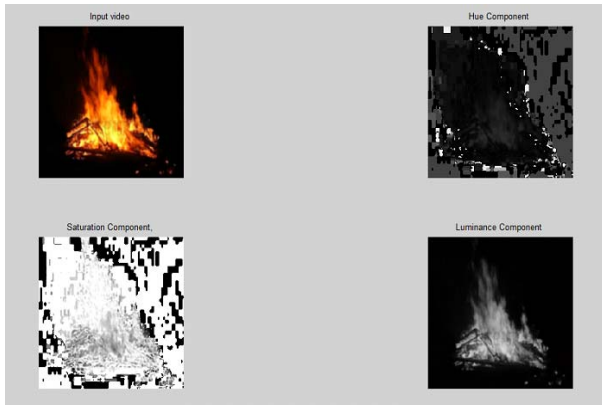 Input video
Hue Component
Saturation Component,
Luminance Component